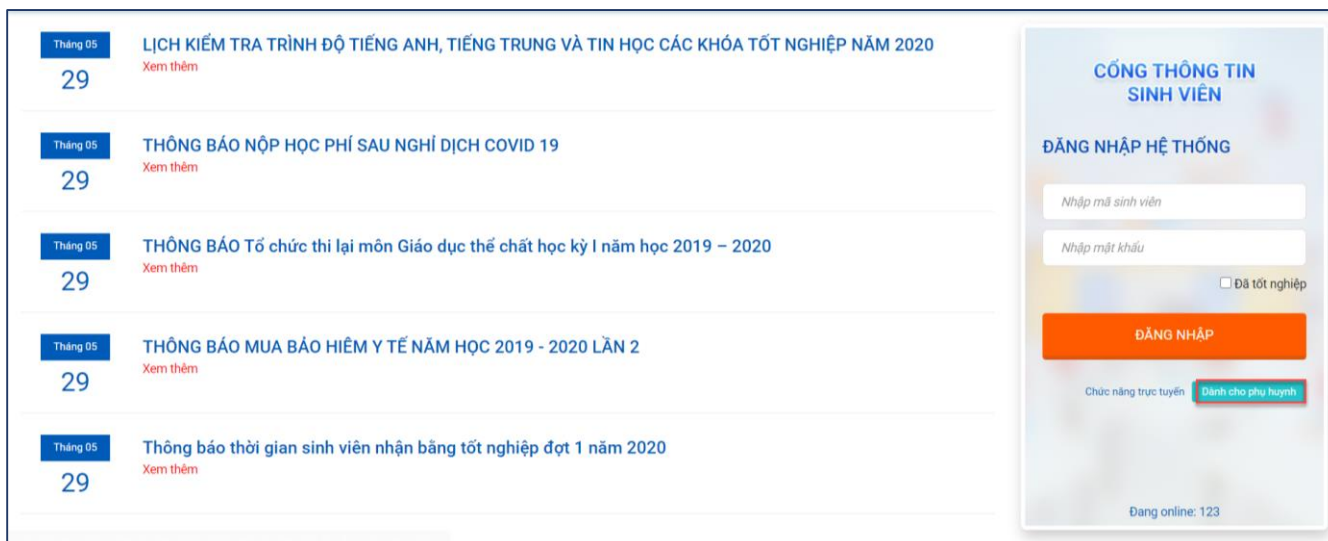 Tháng 05
29
LỊCH KIỂM TRA TRÌNH ĐỘ TIẾNG ANH, TIẾNG TRUNG VÀ TIN HỌC CÁC KHÓA TỐT NGHIỆP NĂM 2020
Xem thêm
Tháng 05
29
THÔNG BÁO NỘP HỌC PHÍ SAU NGHỈ DỊCH COVID 19
Xem thêm
Tháng 05
29
THÔNG BÁO Tổ chức thi lại môn Giáo dục thể chất học kỳ I năm học 2019 – 2020
Xem thêm
Tháng 05
29
THÔNG BÁO MUA BẢO HIỂM Y TẾ NĂM HỌC 2019 - 2020 LẦN 2
Xem thêm
Tháng 05
29
Thông báo thời gian sinh viên nhận bằng tốt nghiệp đợt 1 năm 2020
Xem thêm
CỔNG THÔNG TIN
SINH VIÊN
ĐĂNG NHẬP HỆ THỐNG
Nhập mã sinh viên
Nhập mật khẩu
Đã tốt nghiệp
ĐĂNG NHẬP
Chức năng trực tuyến
Dành cho phụ huynh
Đang online: 123